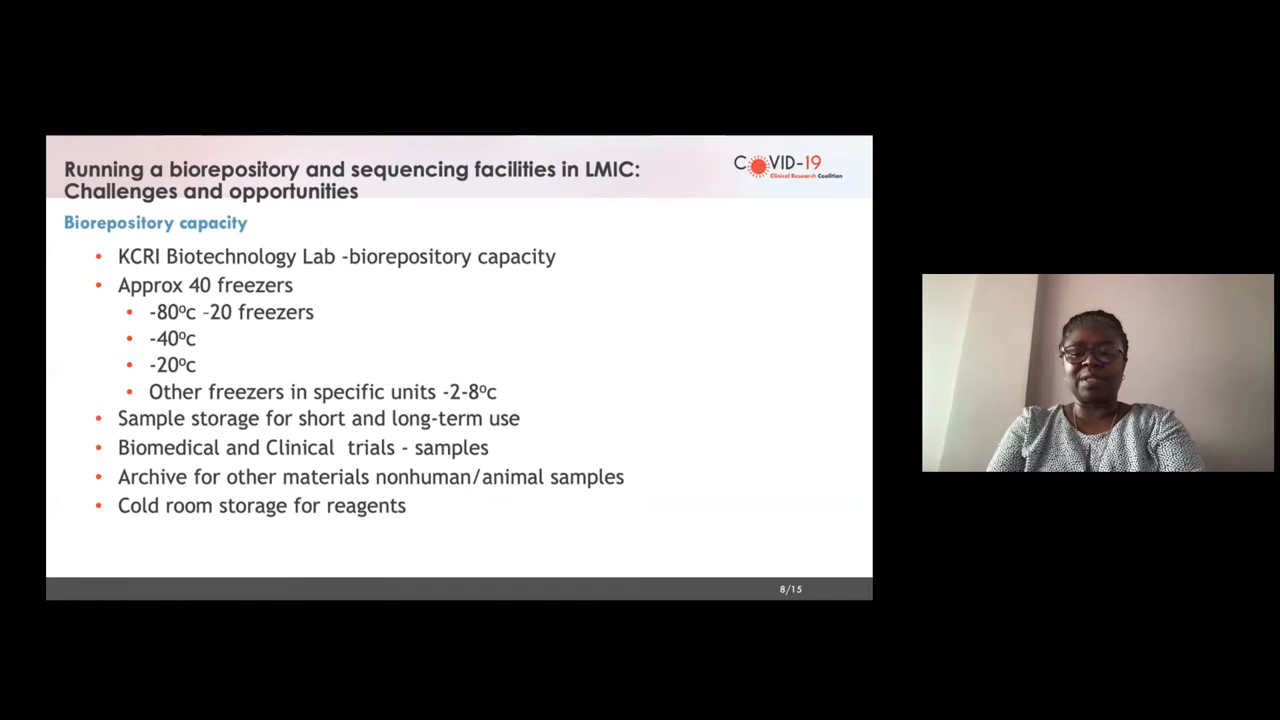 Running a biorepository and sequencing facilities in LMIC:
Challenges and opportunities
COVID-19
Clinical Research Coalition
Biorepository capacity
• KCRI Biotechnology Lab -biorepository capacity
• Approx 40 freezers
• -80ºc -20 freezers
• -40ºc
• -20ºc
• Other freezers in specific units -2-8ºc
• Sample storage for short and long-term use
• Biomedical and Clinical trials - samples
• Archive for other materials nonhuman/animal samples
• Cold room storage for reagents
8/15